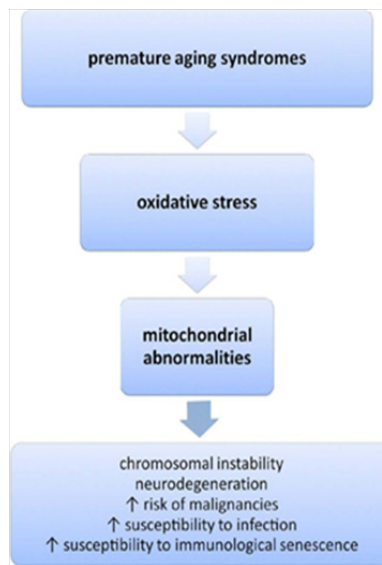 premature aging syndromes
oxidative stress
mitochondrial
abnormalities
chromosomal instability
neurodegeneration
↑ risk of malignancies
↑ susceptibility to infection
↑ susceptibility to immunological senescence